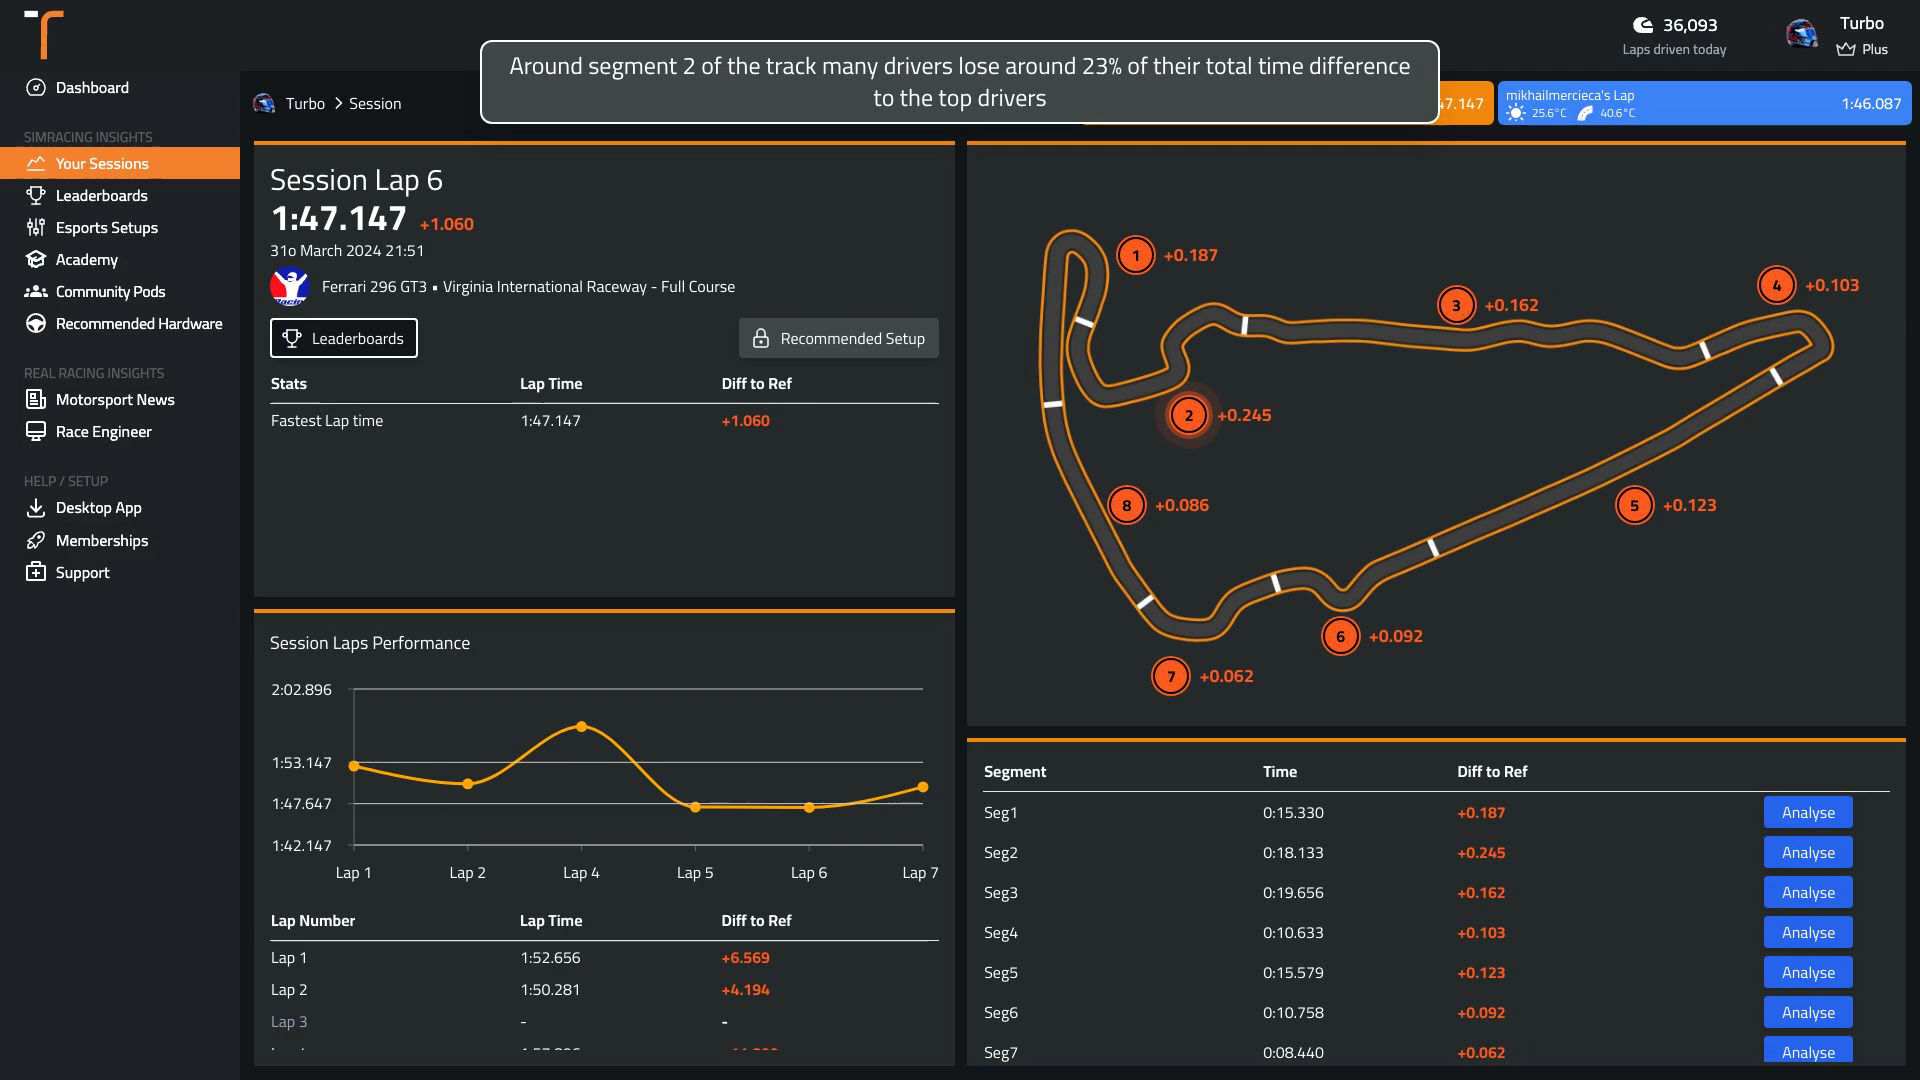 36,093
Laps driven today
Turbo
Plus
Around segment 2 of the track many drivers lose around 23% of their total time difference
to the top drivers
Dashboard
SIMRACING INSIGHTS
Your Sessions
Leaderboards
Esports Setups
Academy
Community Pods
Recommended Hardware
REAL RACING INSIGHTS
Motorsport News
Race Engineer
HELP / SETUP
Desktop App
Memberships
Support
Turbo > Session
47.147
mikhailmercieca's Lap
25.6°C 40.6°C
1:46.087
Session Lap 6
1:47.147 +1.060
31o March 2024 21:51
Ferrari 296 GT3 • Virginia International Raceway - Full Course
Leaderboards
Recommended Setup
Stats Lap Time Diff to Ref
Fastest Lap time 1:47.147 +1.060
1 +0.187
2 +0.245
3 +0.162
4 +0.103
5 +0.123
6 +0.092
7 +0.062
8 +0.086
Session Laps Performance
2:02.896
1:53.147
1:47.647
1:42.147
Lap 1 Lap 2 Lap 4 Lap 5 Lap 6 Lap 7
Lap Number Lap Time Diff to Ref
Lap 1 1:52.656 +6.569
Lap 2 1:50.281 +4.194
Lap 3 - -
Segment Time Diff to Ref
Seg1 0:15.330 +0.187 Analyse
Seg2 0:18.133 +0.245 Analyse
Seg3 0:19.656 +0.162 Analyse
Seg4 0:10.633 +0.103 Analyse
Seg5 0:15.579 +0.123 Analyse
Seg6 0:10.758 +0.092 Analyse
Seg7 0:08.440 +0.062 Analyse